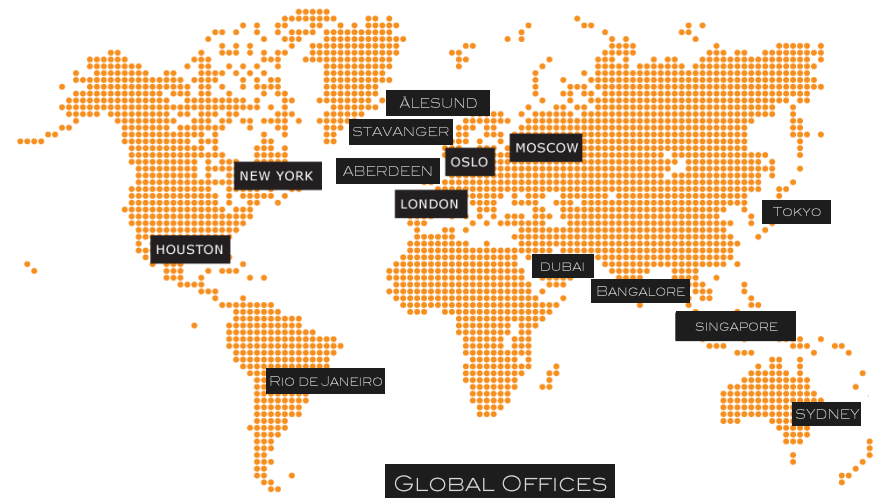 ÅLESUND
STAVANGER
MOSCOW
OSLO
ABERDEEN
NEW YORK
LONDON
TOKYO
HOUSTON
DUBAI
BANGALORE
SINGAPORE
RIO DE JANEIRO
SYDNEY
GLOBAL OFFICES